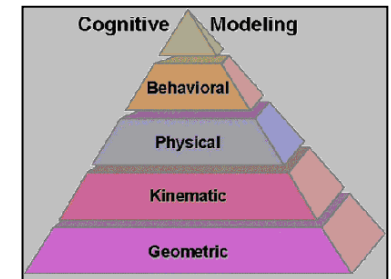 Cognitive Modeling
Behavioral
Physical
Kinematic
Geometric